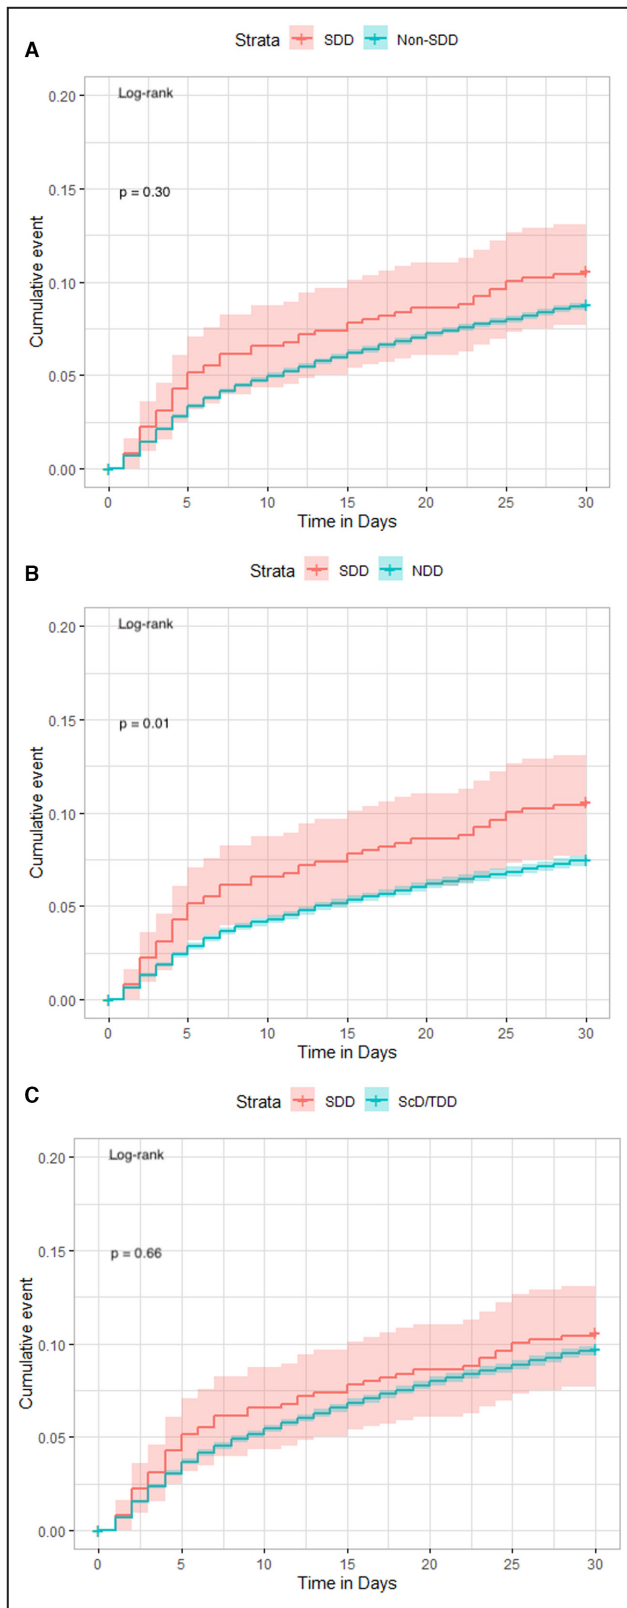 A
Strata SDD Non-SDD
Log-rank
p = 0.30
0.20
0.15
0.10
0.05
0.00
Cumulative event
0 5 10 15 20 25 30
Time in Days
B
Strata SDD NDD
Log-rank
p = 0.01
0.20
0.15
0.10
0.05
0.00
Cumulative event
0 5 10 15 20 25 30
Time in Days
C
Strata SDD ScD/TDD
Log-rank
p = 0.66
0.20
0.15
0.10
0.05
0.00
Cumulative event
0 5 10 15 20 25 30
Time in Days